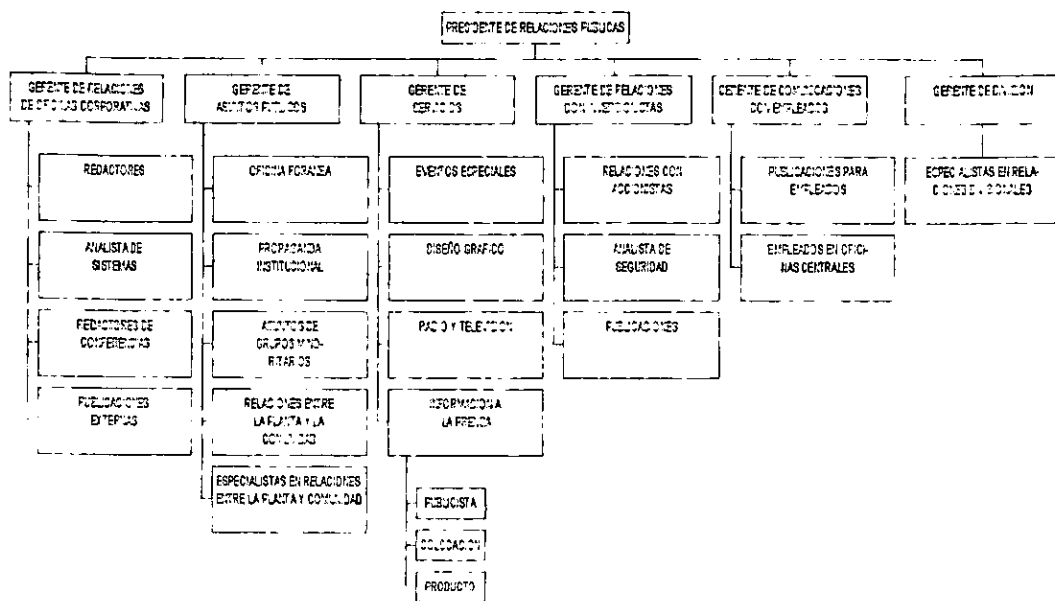 PRESIDENTE DE RELACIONES PUBLICAS
GERENTE DE RELACIONES
DE OFICINAS CORPORATIVAS
GERENTE DE
ASUNTOS PUBLICOS
GERENTE DE
SERVICIOS
GERENTE DE RELACIONES
CON INVERSIONISTAS
GERENTE DE COMUNICACIONES
CON EMPLEADOS
GERENTE DE DIVISION
REDACTORES
OFICINA FORANEA
EVENTOS ESPECIALES
RELACIONES CON
ACCIONISTAS
PUBLICACIONES PARA
EMPLEADOS
ESPECIALISTAS EN RELA-
CIONES DIVISIONALES
ANALISTA DE
SISTEMAS
PROPAGANDA
INSTITUCIONAL
DISEÑO GRAFICO
ANALISTA DE
SEGURIDAD
EMPLEADOS EN OFICI-
NAS CENTRALES
REDACTORES DE
CONFERENCIAS
ASUNTOS DE
GRUPOS MINO-
RITARIOS
RADIO Y TELEVISION
PUBLICACIONES
PUBLICACIONES
EXTERNAS
RELACIONES ENTRE
LA PLANTA Y LA
COMUNIDAD
INFORMACION A
LA PRENSA
ESPECIALISTAS EN RELACIONES
ENTRE LA PLANTA Y COMUNIDAD
PUBLICISTA
COLOCACION
PRODUCTO